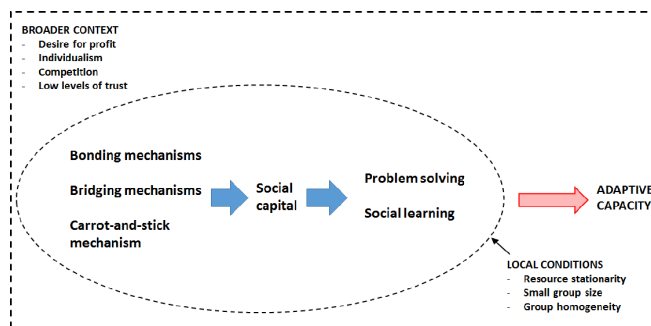 BROADER CONTEXT
- Desire for profit
- Individualism
- Competition
- Low levels of trust
Bonding mechanisms
Bridging mechanisms
Carrot-and-stick
mechanism
Social
capital
Problem solving
Social learning
ADAPTIVE
CAPACITY
LOCAL CONDITIONS
- Resource stationarity
- Small group size
- Group homogeneity